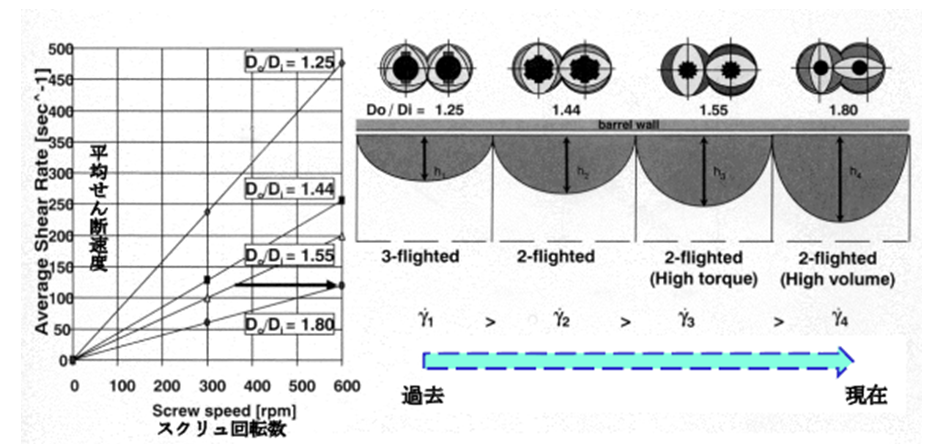 Average Shear Rate [sec^-1]
平均せん断速度
500
450
400
350
300
250
200
150
100
50
0
Do/Di = 1.25
Do/Di = 1.44
Do/Di = 1.55
Do/Di = 1.80
0 100 200 300 400 500 600
Screw speed [rpm]
スクリュ回転数
Do / Di = 1.25 1.44 1.55 1.80
barrel wall
h1 h2 h3 h4
3-flighted 2-flighted 2-flighted 2-flighted
(High torque) (High volume)
γ̇1 > γ̇2 > γ̇3 > γ̇4
過去 現在